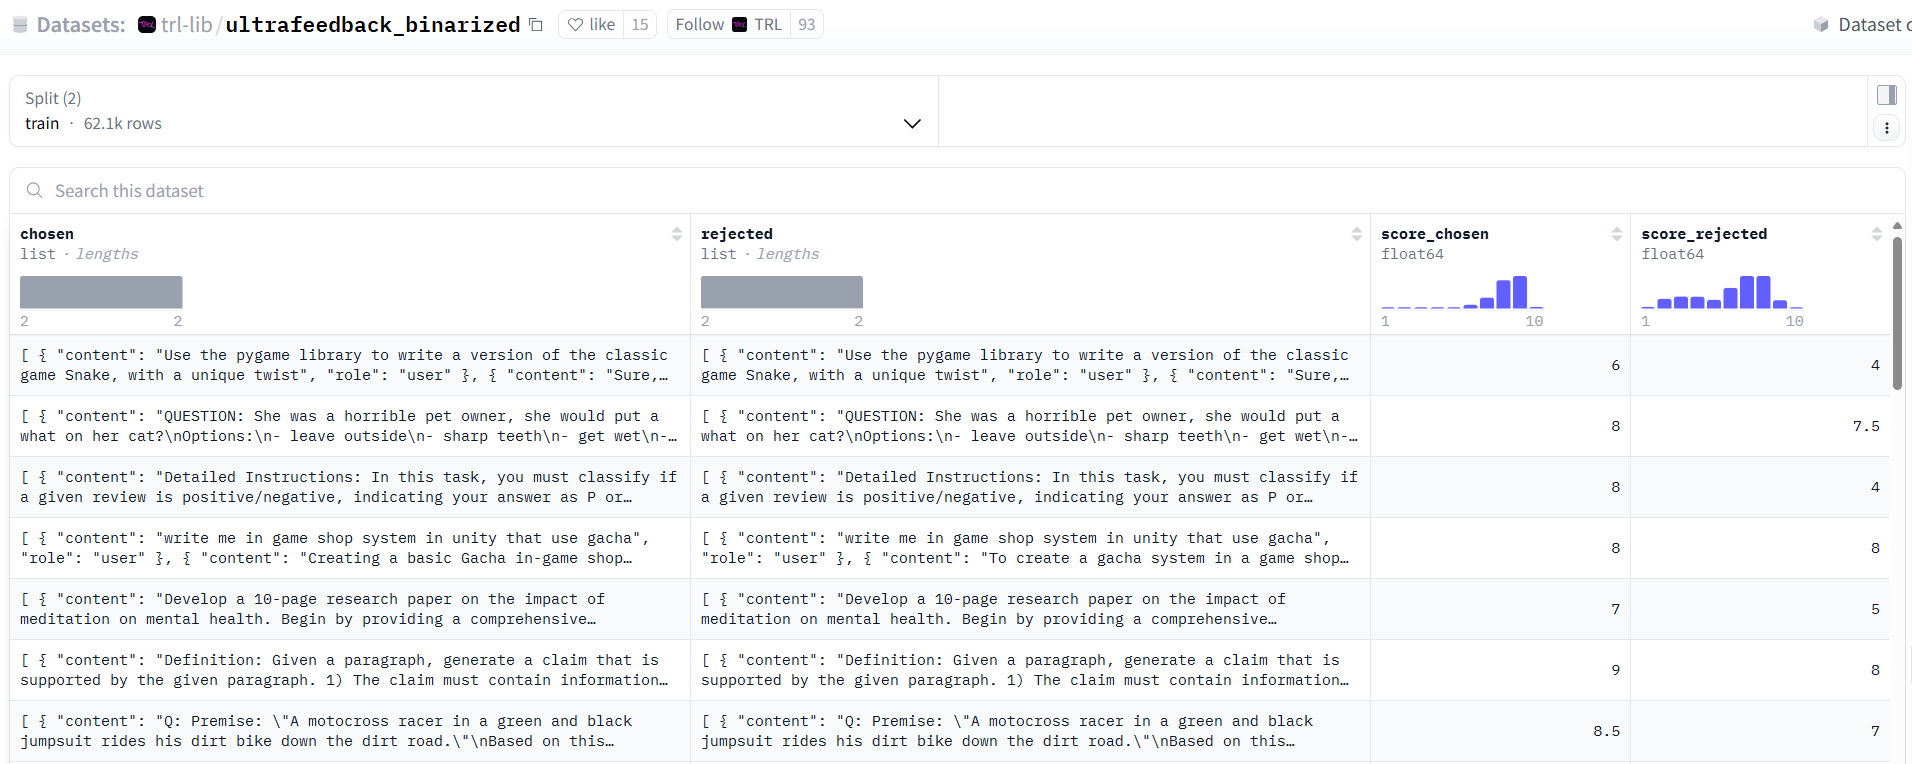 Datasets: trl-lib/ultrafeedback_binarized like 15 Follow TRL 93 Dataset c
Split (2)
train · 62.1k rows
Search this dataset
chosen rejected score_chosen score_rejected
list · lengths list · lengths float64 float64
2 2 2 2 1 10 1 10
[ { "content": "Use the pygame library to write a version of the classic [ { "content": "Use the pygame library to write a version of the classic
game Snake, with a unique twist", "role": "user" }, { "content": "Sure,… game Snake, with a unique twist", "role": "user" }, { "content": "Sure,…
6 4
[ { "content": "QUESTION: She was a horrible pet owner, she would put a [ { "content": "QUESTION: She was a horrible pet owner, she would put a
what on her cat?\nOptions:\n- leave outside\n- sharp teeth\n- get wet\n-… what on her cat?\nOptions:\n- leave outside\n- sharp teeth\n- get wet\n-…
8 7.5
[ { "content": "Detailed Instructions: In this task, you must classify if [ { "content": "Detailed Instructions: In this task, you must classify if
a given review is positive/negative, indicating your answer as P or… a given review is positive/negative, indicating your answer as P or…
8 4
[ { "content": "write me in game shop system in unity that use gacha", [ { "content": "write me in game shop system in unity that use gacha",
"role": "user" }, { "content": "Creating a basic Gacha in-game shop… "role": "user" }, { "content": "To create a gacha system in a game shop…
8 8
[ { "content": "Develop a 10-page research paper on the impact of [ { "content": "Develop a 10-page research paper on the impact of
meditation on mental health. Begin by providing a comprehensive… meditation on mental health. Begin by providing a comprehensive…
7 5
[ { "content": "Definition: Given a paragraph, generate a claim that is [ { "content": "Definition: Given a paragraph, generate a claim that is
supported by the given paragraph. 1) The claim must contain information… supported by the given paragraph. 1) The claim must contain information…
9 8
[ { "content": "Q: Premise: \"A motocross racer in a green and black [ { "content": "Q: Premise: \"A motocross racer in a green and black
jumpsuit rides his dirt bike down the dirt road.\"\nBased on this… jumpsuit rides his dirt bike down the dirt road.\"\nBased on this…
8.5 7